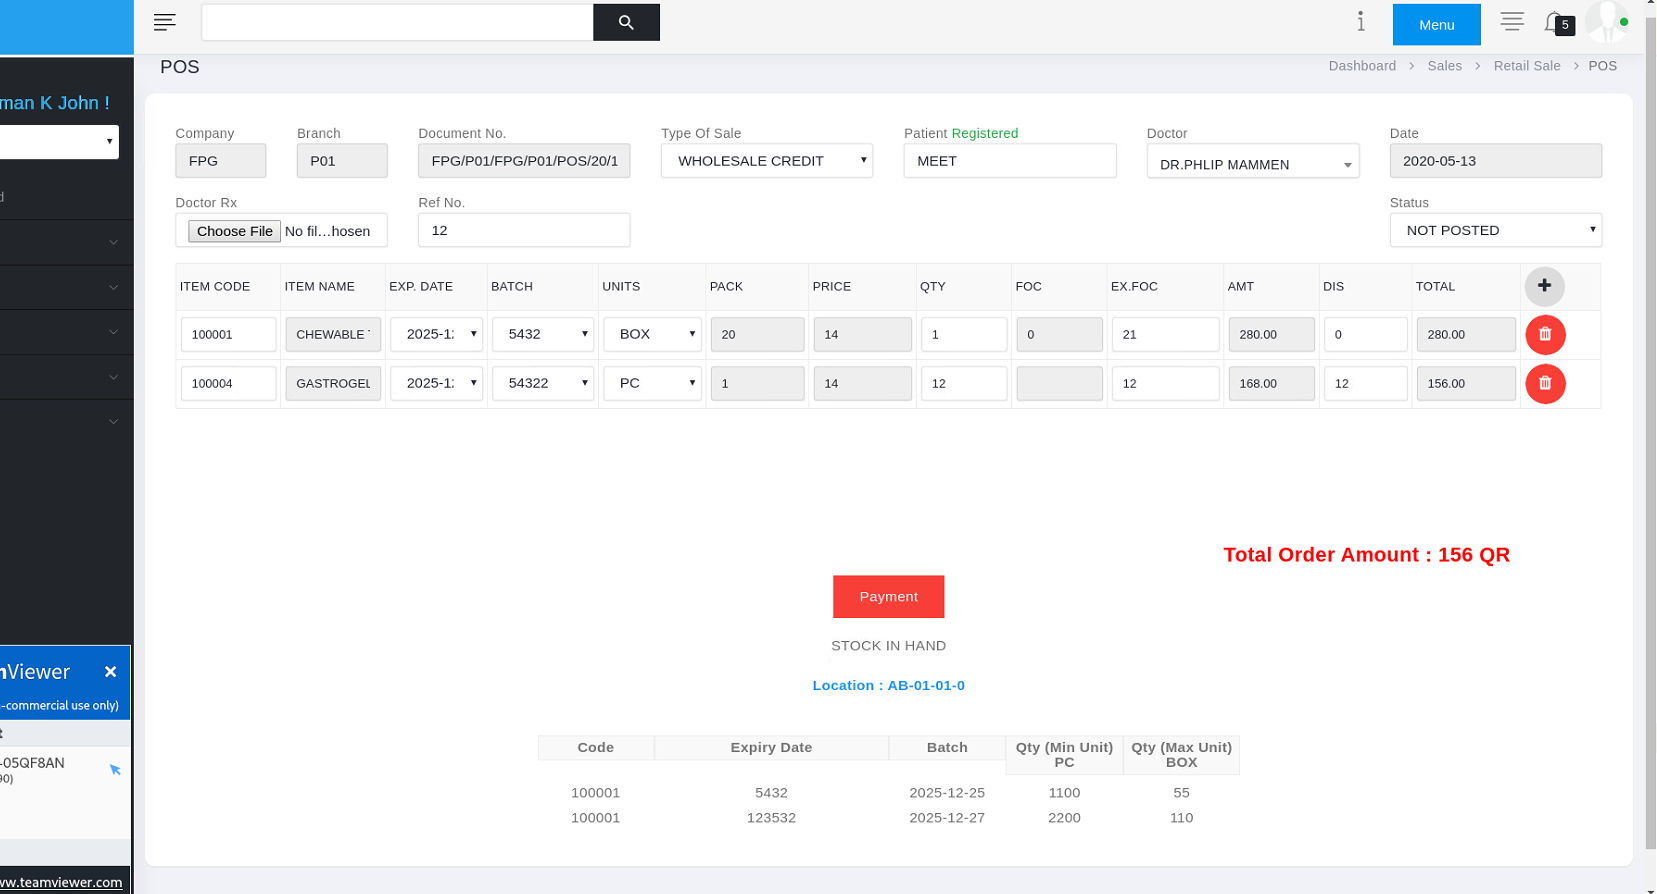 Menu
5
POS
Dashboard > Sales > Retail Sale > POS
man K John !
d
Company
Branch
Document No.
Type Of Sale
Patient Registered
Doctor
Date
FPG
P01
FPG/P01/FPG/P01/POS/20/1
WHOLESALE CREDIT
MEET
DR.PHLIP MAMMEN
2020-05-13
Doctor Rx
Ref No.
Status
Choose File No fil...hosen
12
NOT POSTED
ITEM CODE ITEM NAME EXP. DATE BATCH UNITS PACK PRICE QTY FOC EX.FOC AMT DIS TOTAL
100001 CHEWABLE 2025-12 5432 BOX 20 14 1 0 21 280.00 0 280.00
100004 GASTROGEL 2025-12 54322 PC 1 14 12 12 168.00 12 156.00
Total Order Amount : 156 QR
Payment
STOCK IN HAND
Location : AB-01-01-0
Code Expiry Date Batch Qty (Min Unit) Qty (Max Unit)
PC BOX
100001 5432 2025-12-25 1100 55
100001 123532 2025-12-27 2200 110
mViewer
-commercial use only)
t
-05QF8AN
90)
ww.teamviewer.com